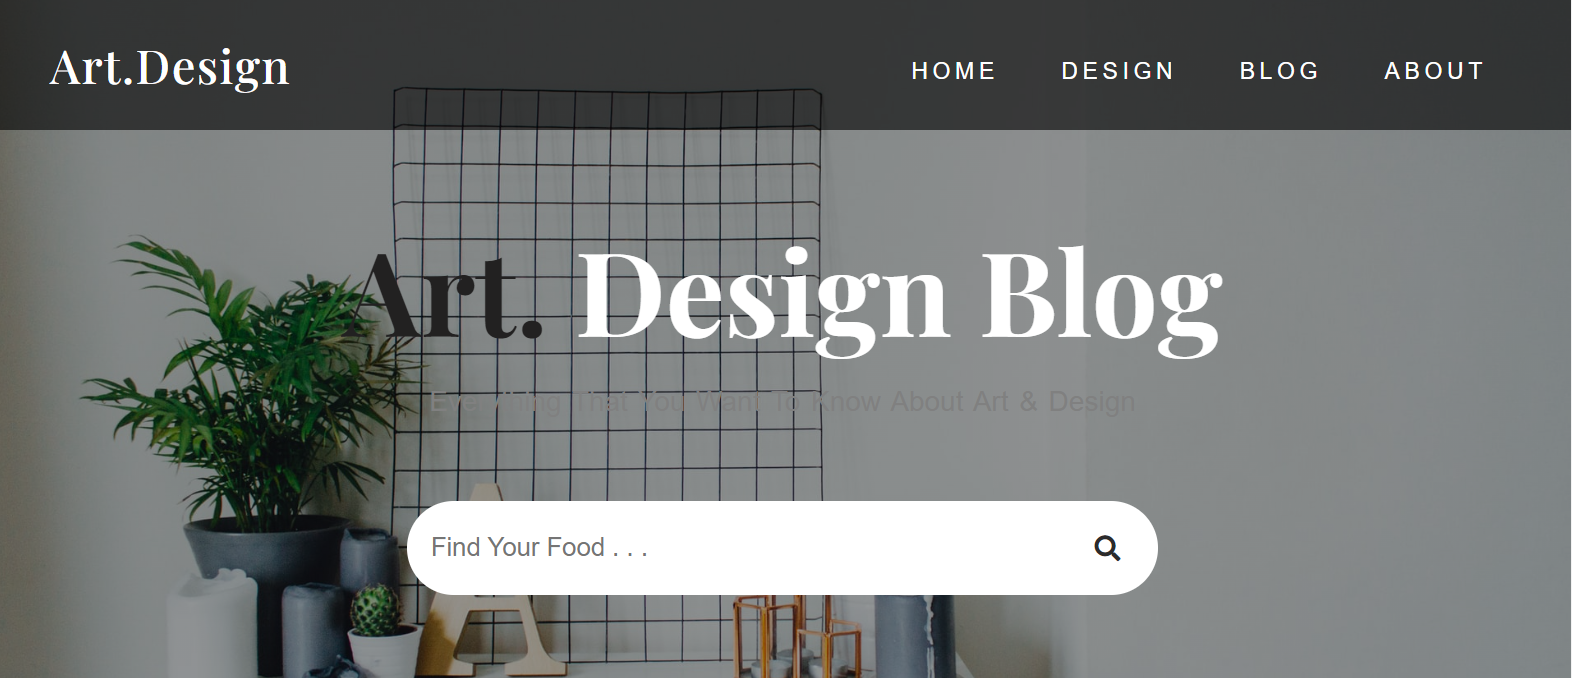 Art.Design
HOME DESIGN BLOG ABOUT
Art. Design Blog
Everything That You Want To Know About Art & Design
Find Your Food . . .